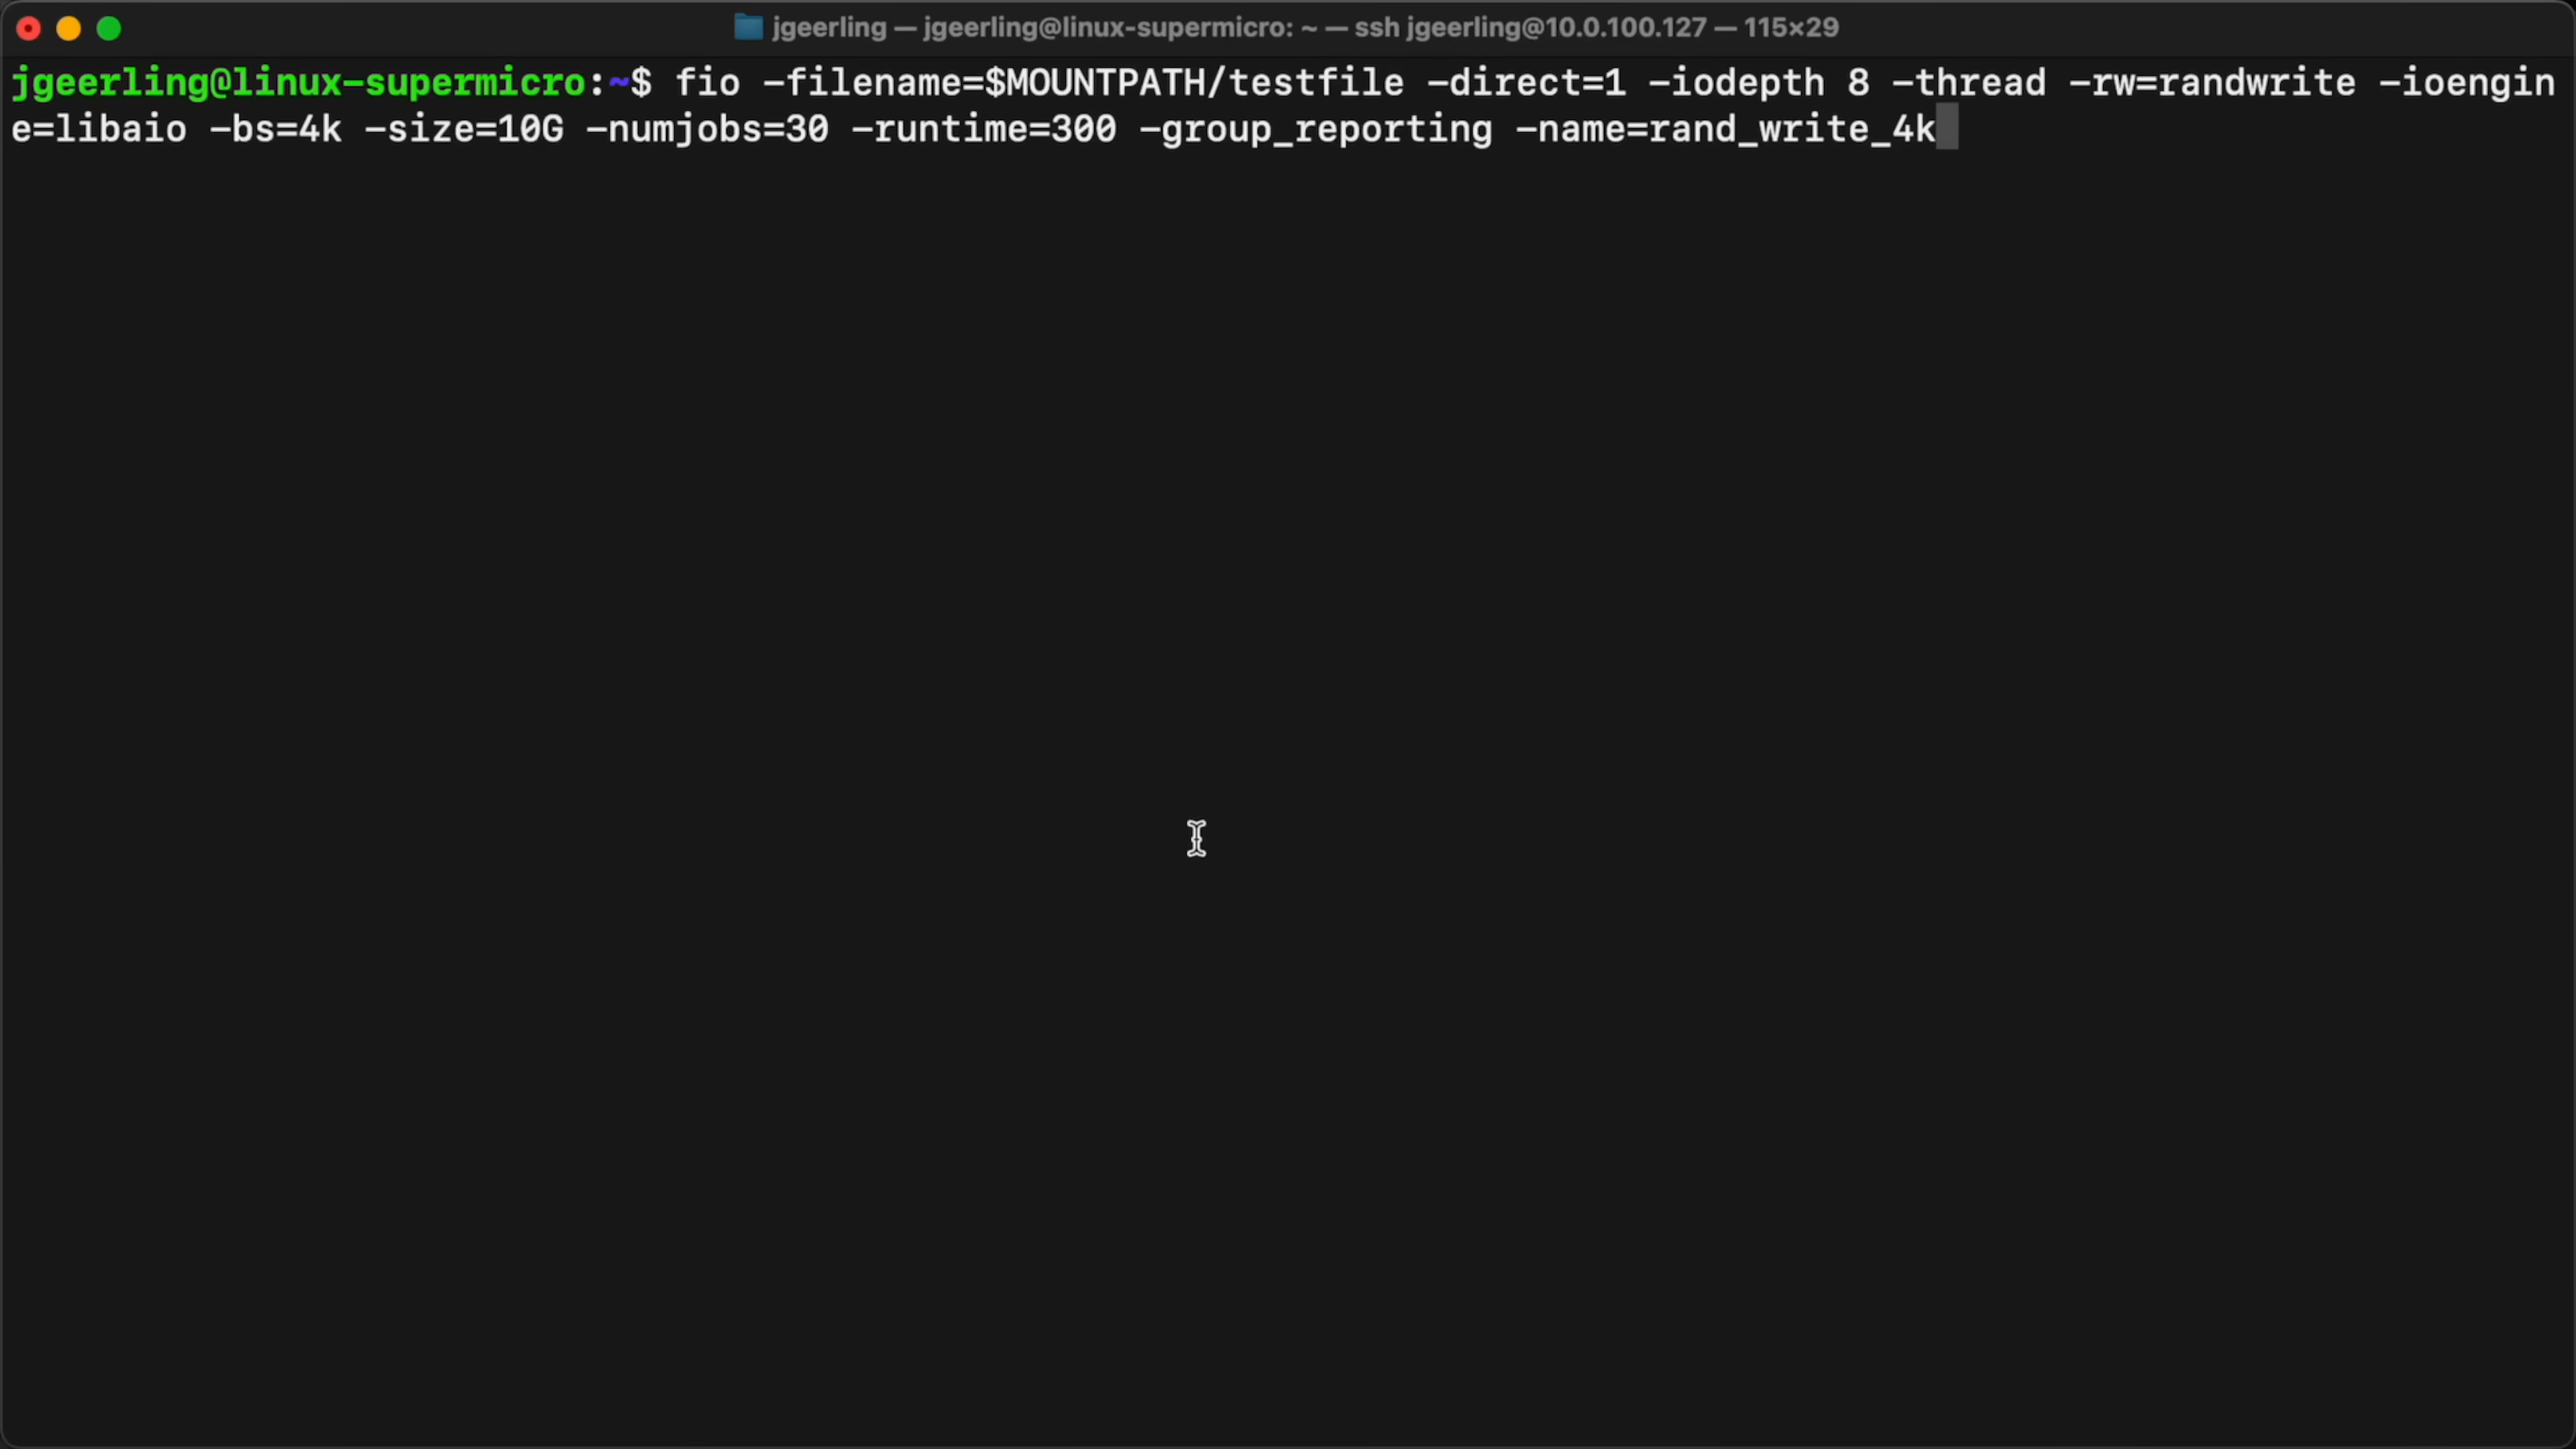 jgeerling — jgeerling@linux-supermicro: ~ — ssh jgeerling@10.0.100.127 — 115×29
jgeerling@linux-supermicro:~$ fio -filename=$MOUNTPATH/testfile -direct=1 -iodepth 8 -thread -rw=randwrite -ioengin
e=libaio -bs=4k -size=10G -numjobs=30 -runtime=300 -group_reporting -name=rand_write_4k